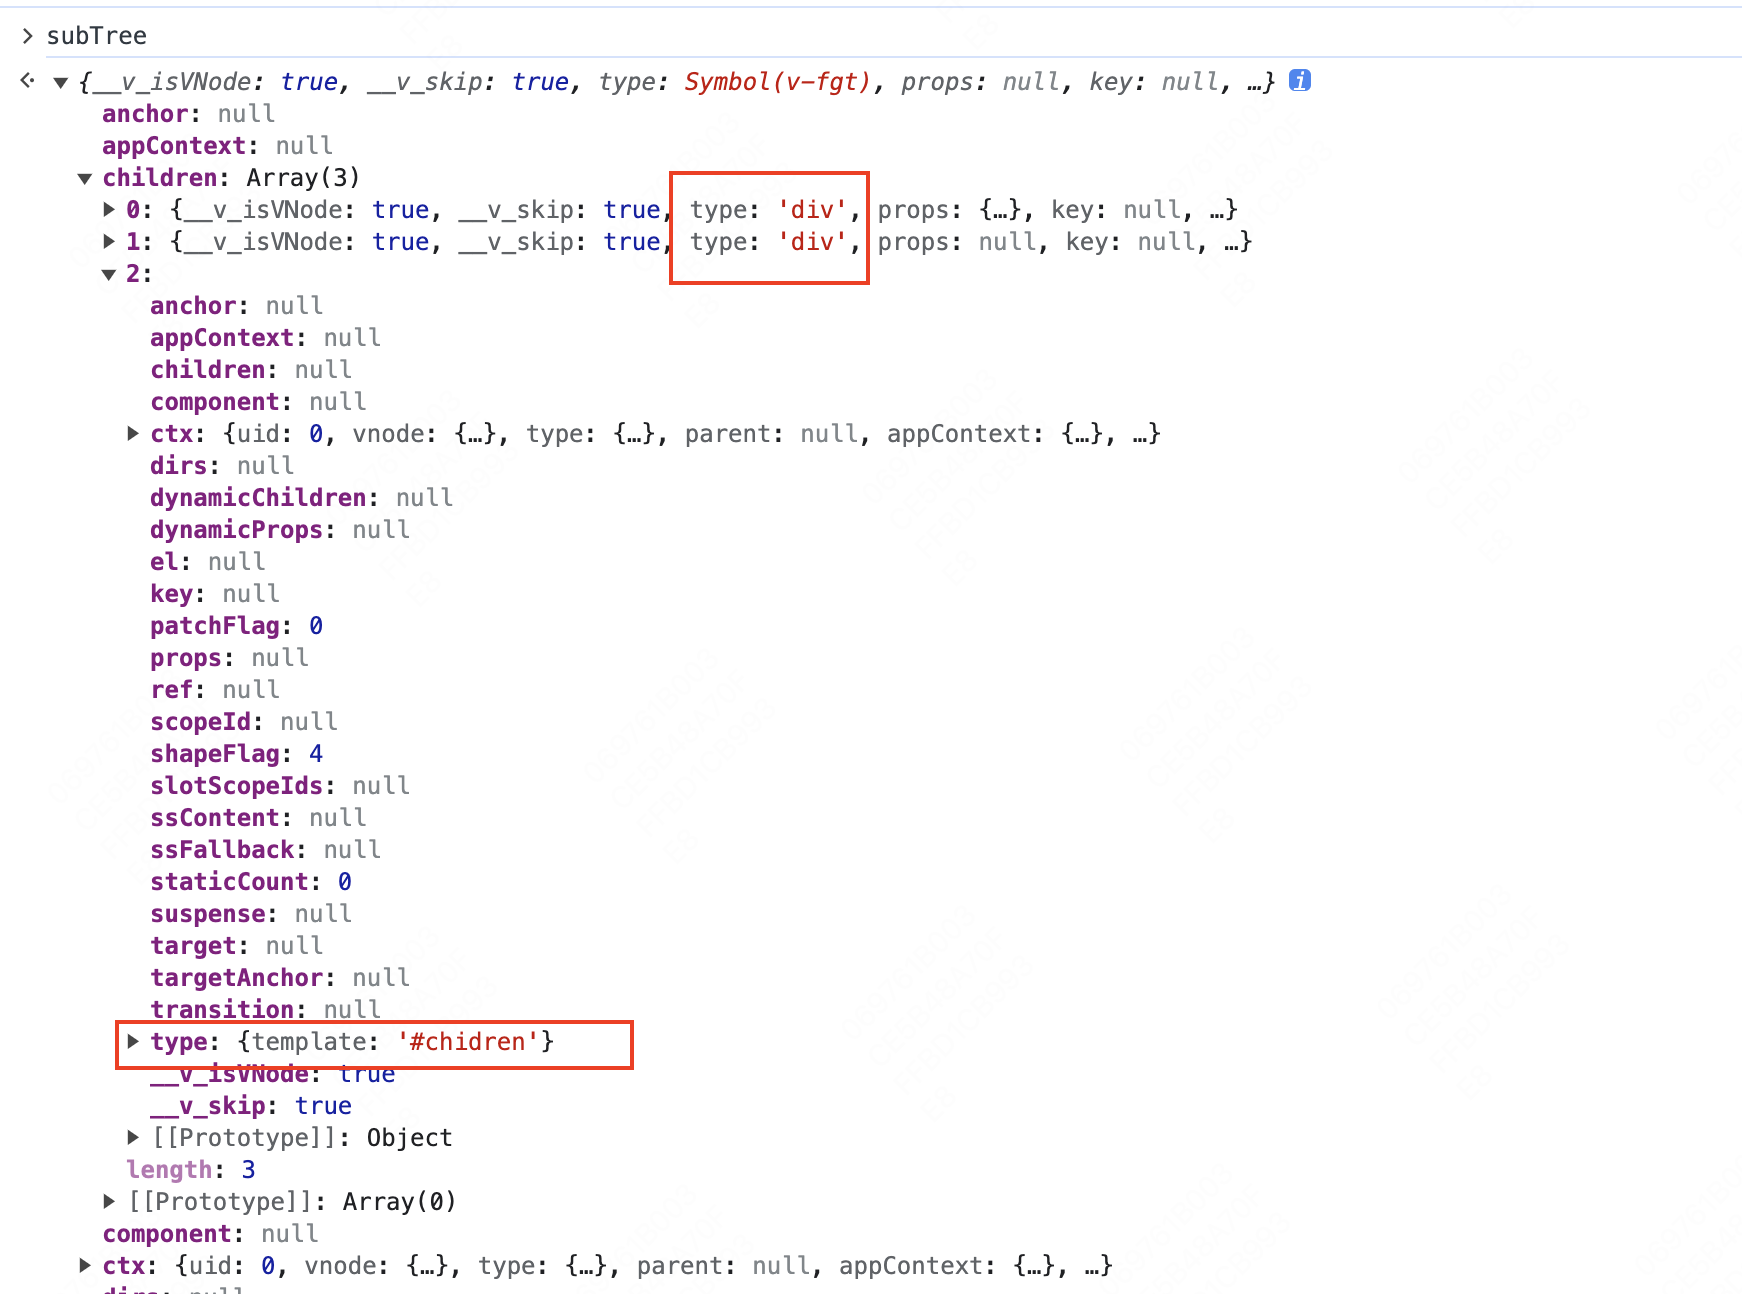 subTree
{__v_isVNode: true, __v_skip: true, type: Symbol(v-fgt), props: null, key: null, …}
anchor: null
appContext: null
children: Array(3)
0: {__v_isVNode: true, __v_skip: true, type: 'div', props: {…}, key: null, …}
1: {__v_isVNode: true, __v_skip: true, type: 'div', props: null, key: null, …}
2:
anchor: null
appContext: null
children: null
component: null
ctx: {uid: 0, vnode: {…}, type: {…}, parent: null, appContext: {…}, …}
dirs: null
dynamicChildren: null
dynamicProps: null
el: null
key: null
patchFlag: 0
props: null
ref: null
scopeId: null
shapeFlag: 4
slotScopeIds: null
ssContent: null
ssFallback: null
staticCount: 0
suspense: null
target: null
targetAnchor: null
transition: null
type: {template: '#chidren'}
__v_isVNode: true
__v_skip: true
[[Prototype]]: Object
length: 3
[[Prototype]]: Array(0)
component: null
ctx: {uid: 0, vnode: {…}, type: {…}, parent: null, appContext: {…}, …}
dirs: null